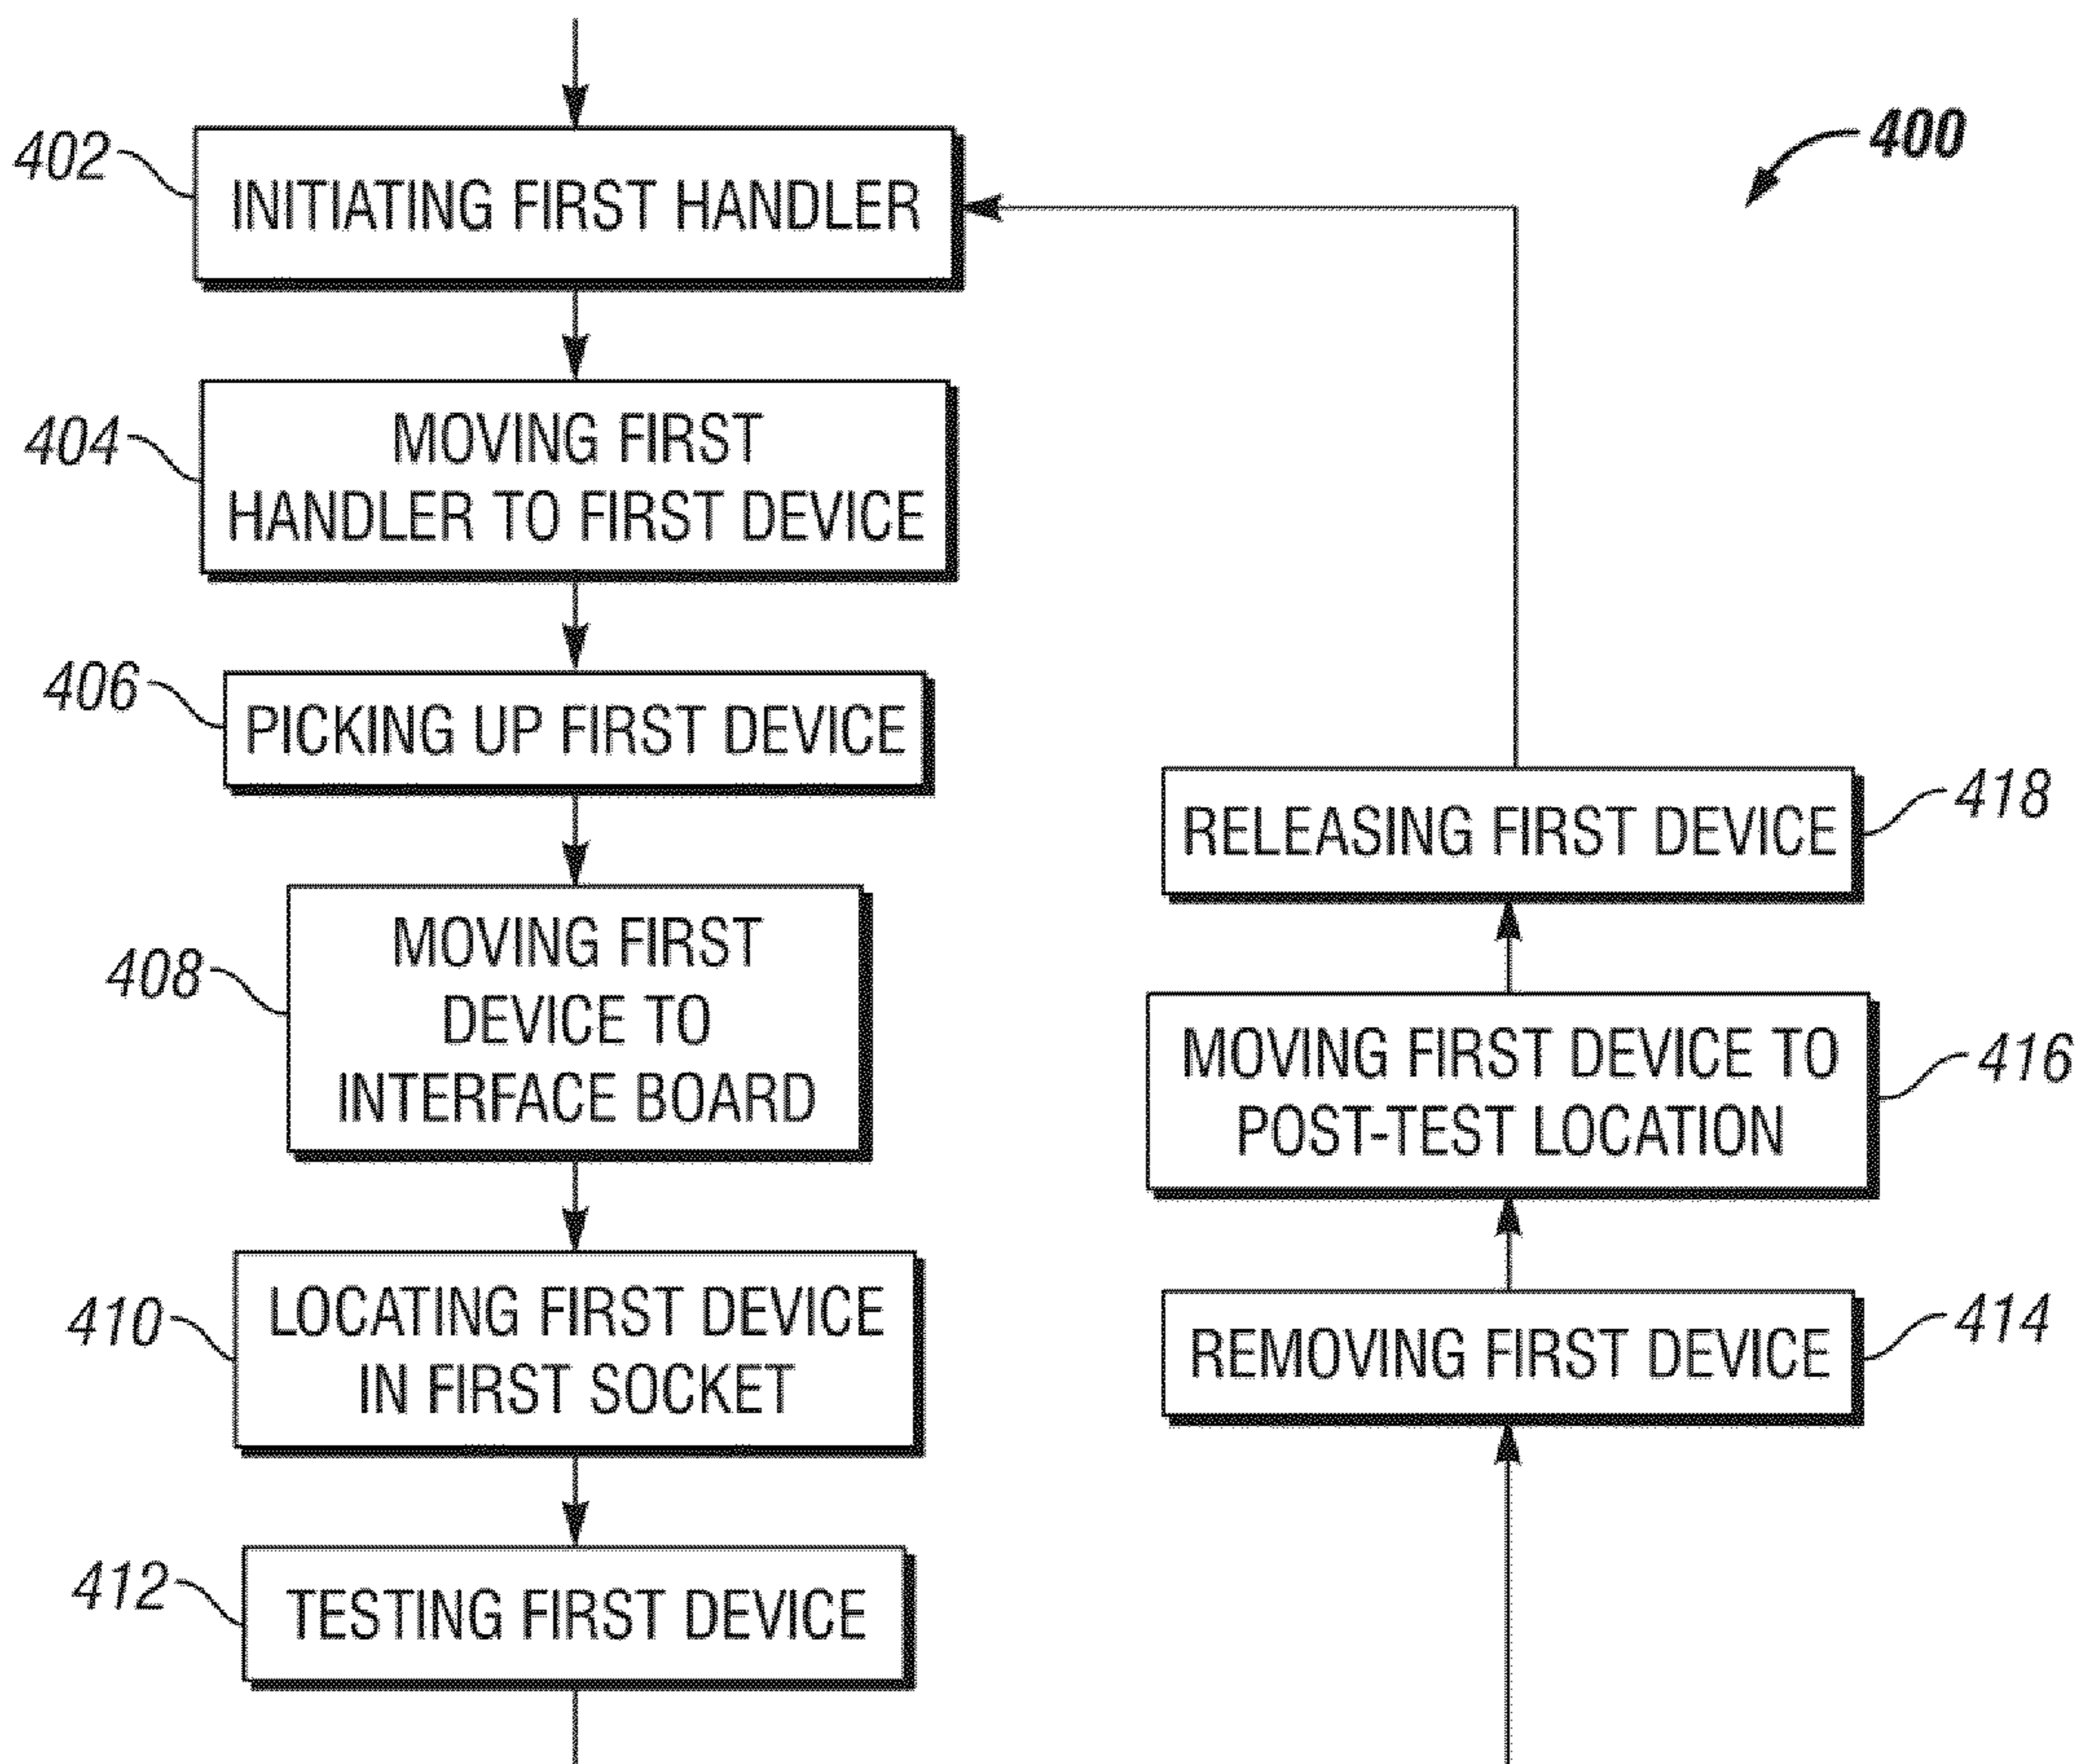 400
402
INITIATING FIRST HANDLER
404
MOVING FIRST
HANDLER TO FIRST DEVICE
406
PICKING UP FIRST DEVICE
408
MOVING FIRST
DEVICE TO
INTERFACE BOARD
410
LOCATING FIRST DEVICE
IN FIRST SOCKET
412
TESTING FIRST DEVICE
414
REMOVING FIRST DEVICE
416
MOVING FIRST DEVICE TO
POST-TEST LOCATION
418
RELEASING FIRST DEVICE